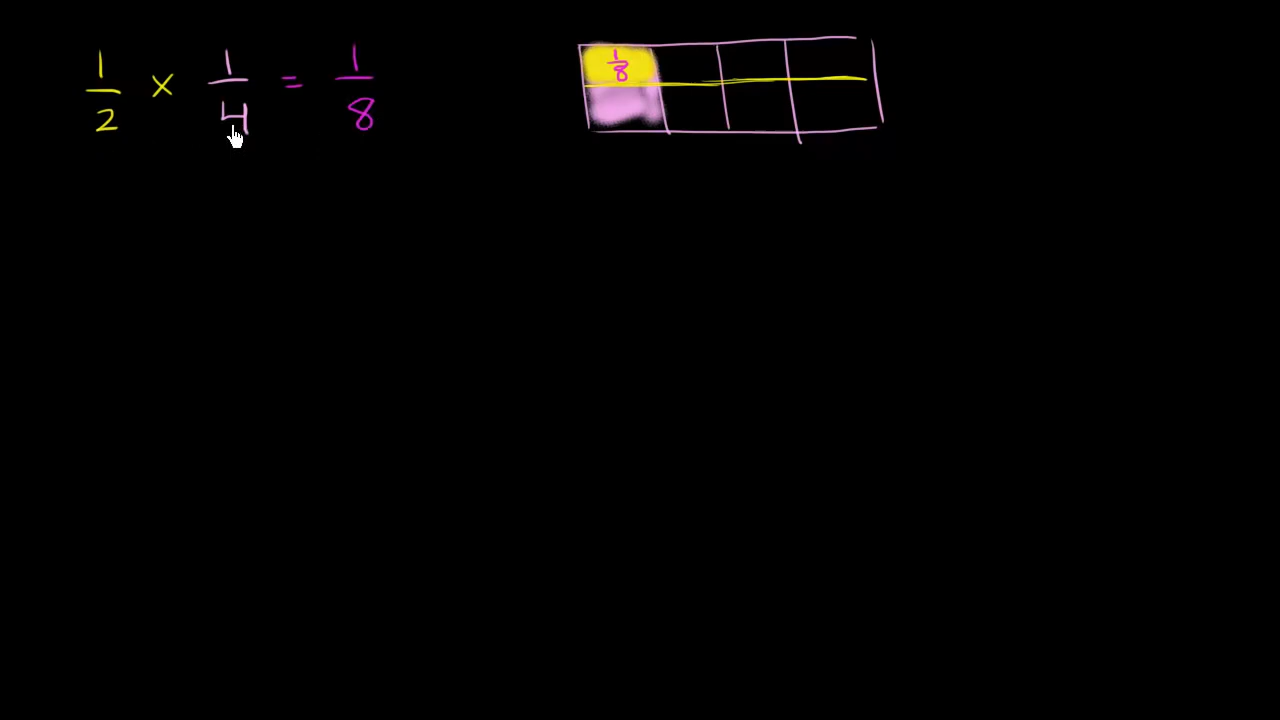 1/2 × 1/4 = 1/8
1/8